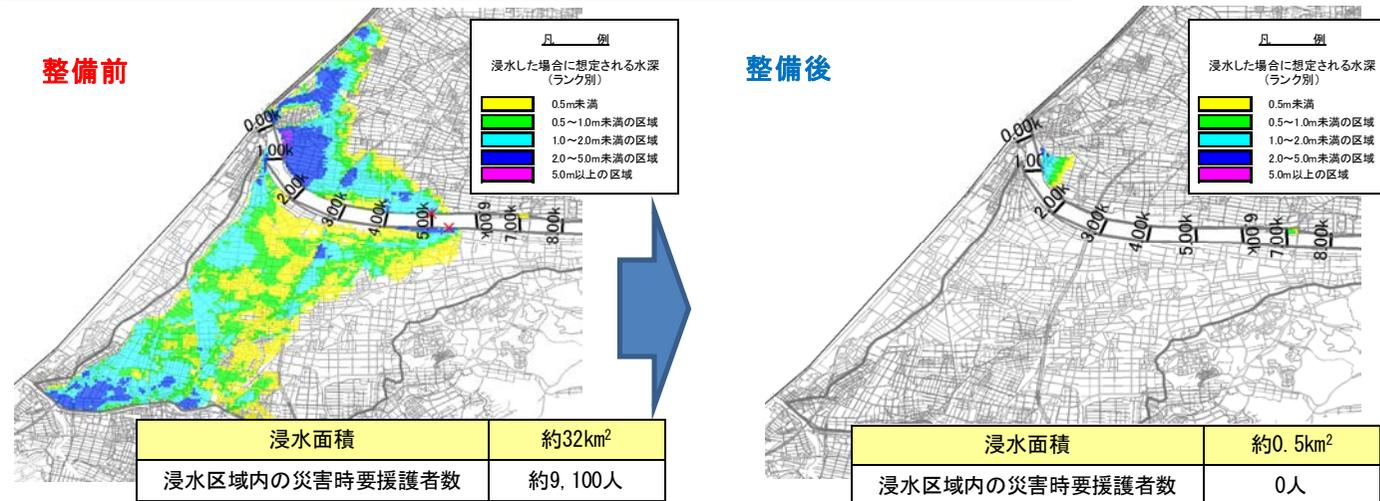 整備前
凡　　例
浸水した場合に想定される水深
(ランク別)
0.5m未満
0.5～1.0m未満の区域
1.0～2.0m未満の区域
2.0～5.0m未満の区域
5.0m以上の区域
0.00k
1.00k
2.00k
3.00k
4.00k
5.00k
6.00k
7.00k
8.00k
浸水面積 約32km²
浸水区域内の災害時要援護者数 約9,100人
整備後
凡　　例
浸水した場合に想定される水深
(ランク別)
0.5m未満
0.5～1.0m未満の区域
1.0～2.0m未満の区域
2.0～5.0m未満の区域
5.0m以上の区域
0.00k
1.00
2.00k
3.00k
4.00k
5.00k
6.00k
7.00k
8.00k
浸水面積 約0.5km²
浸水区域内の災害時要援護者数 0人